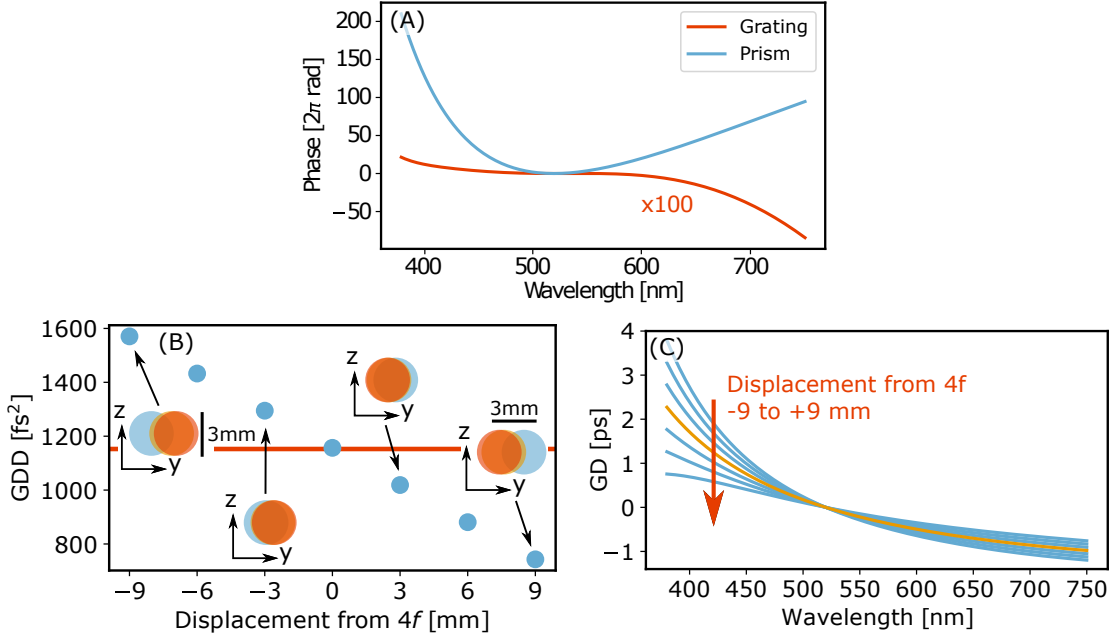 (A)
Grating
Prism
200
150
100
50
0
−50
Phase [2π rad]
x100
400
500
600
700
Wavelength [nm]
(B)
1600
1400
1200
1000
800
GDD [fs²]
z
y
3mm
z
y
z
y
3mm
z
y
−9
−6
−3
0
3
6
9
Displacement from 4f [mm]
(C)
4
3
2
1
0
−1
GD [ps]
Displacement from 4f
-9 to +9 mm
400
450
500
550
600
650
700
750
Wavelength [nm]